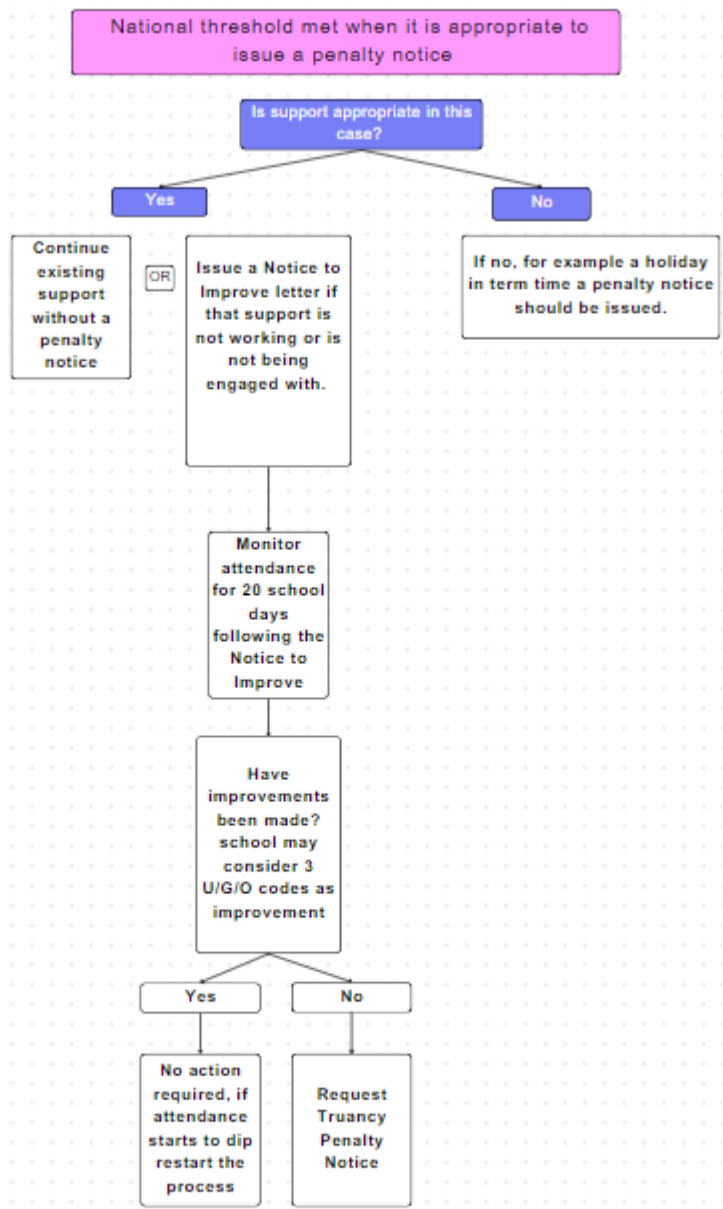 National threshold met when it is appropriate to
issue a penalty notice
Is support appropriate in this
case?
Yes
No
Continue
existing
support
without a
penalty
notice
OR
Issue a Notice to
Improve letter if
that support is
not working or is
not being
engaged with.
If no, for example a holiday
in term time a penalty notice
should be issued.
Monitor
attendance
for 20 school
days
following the
Notice to
Improve
Have
improvements
been made?
school may
consider 3
U/G/O codes as
improvement
Yes
No
No action
required, if
attendance
starts to dip
restart the
process
Request
Truancy
Penalty
Notice